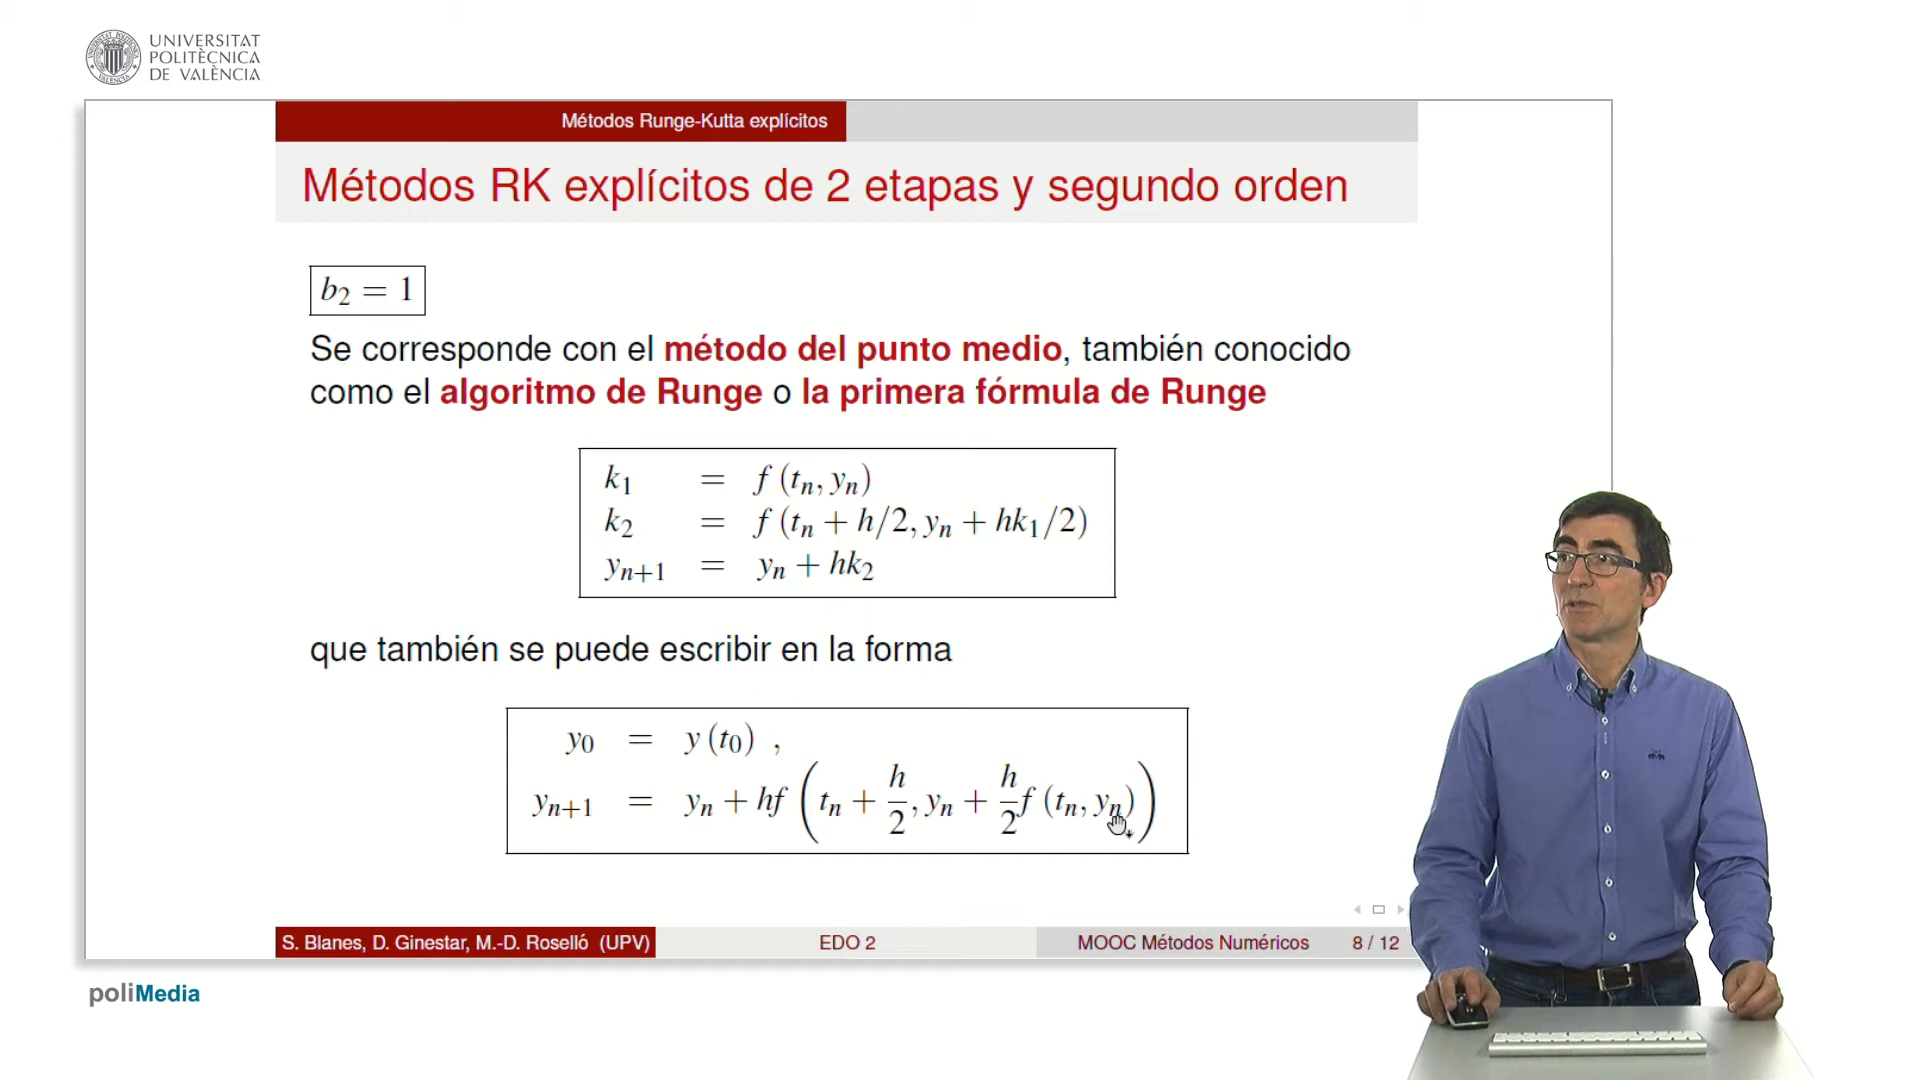 UNIVERSITAT
POLITÈCNICA
DE VALÈNCIA
Métodos Runge-Kutta explícitos
Métodos RK explícitos de 2 etapas y segundo orden
b₂ = 1
Se corresponde con el método del punto medio, también conocido
como el algoritmo de Runge o la primera fórmula de Runge
k₁ = f (tₙ, yₙ)
k₂ = f (tₙ + h/2, yₙ + hk₁/2)
yₙ₊₁ = yₙ + hk₂
que también se puede escribir en la forma
y₀ = y (t₀) ,
yₙ₊₁ = yₙ + hf (tₙ + h/2, yₙ + h/2 f (tₙ, yₙ))
S. Blanes, D. Ginestar, M.-D. Roselló (UPV) EDO 2 MOOC Métodos Numéricos 8 / 12
poliMedia